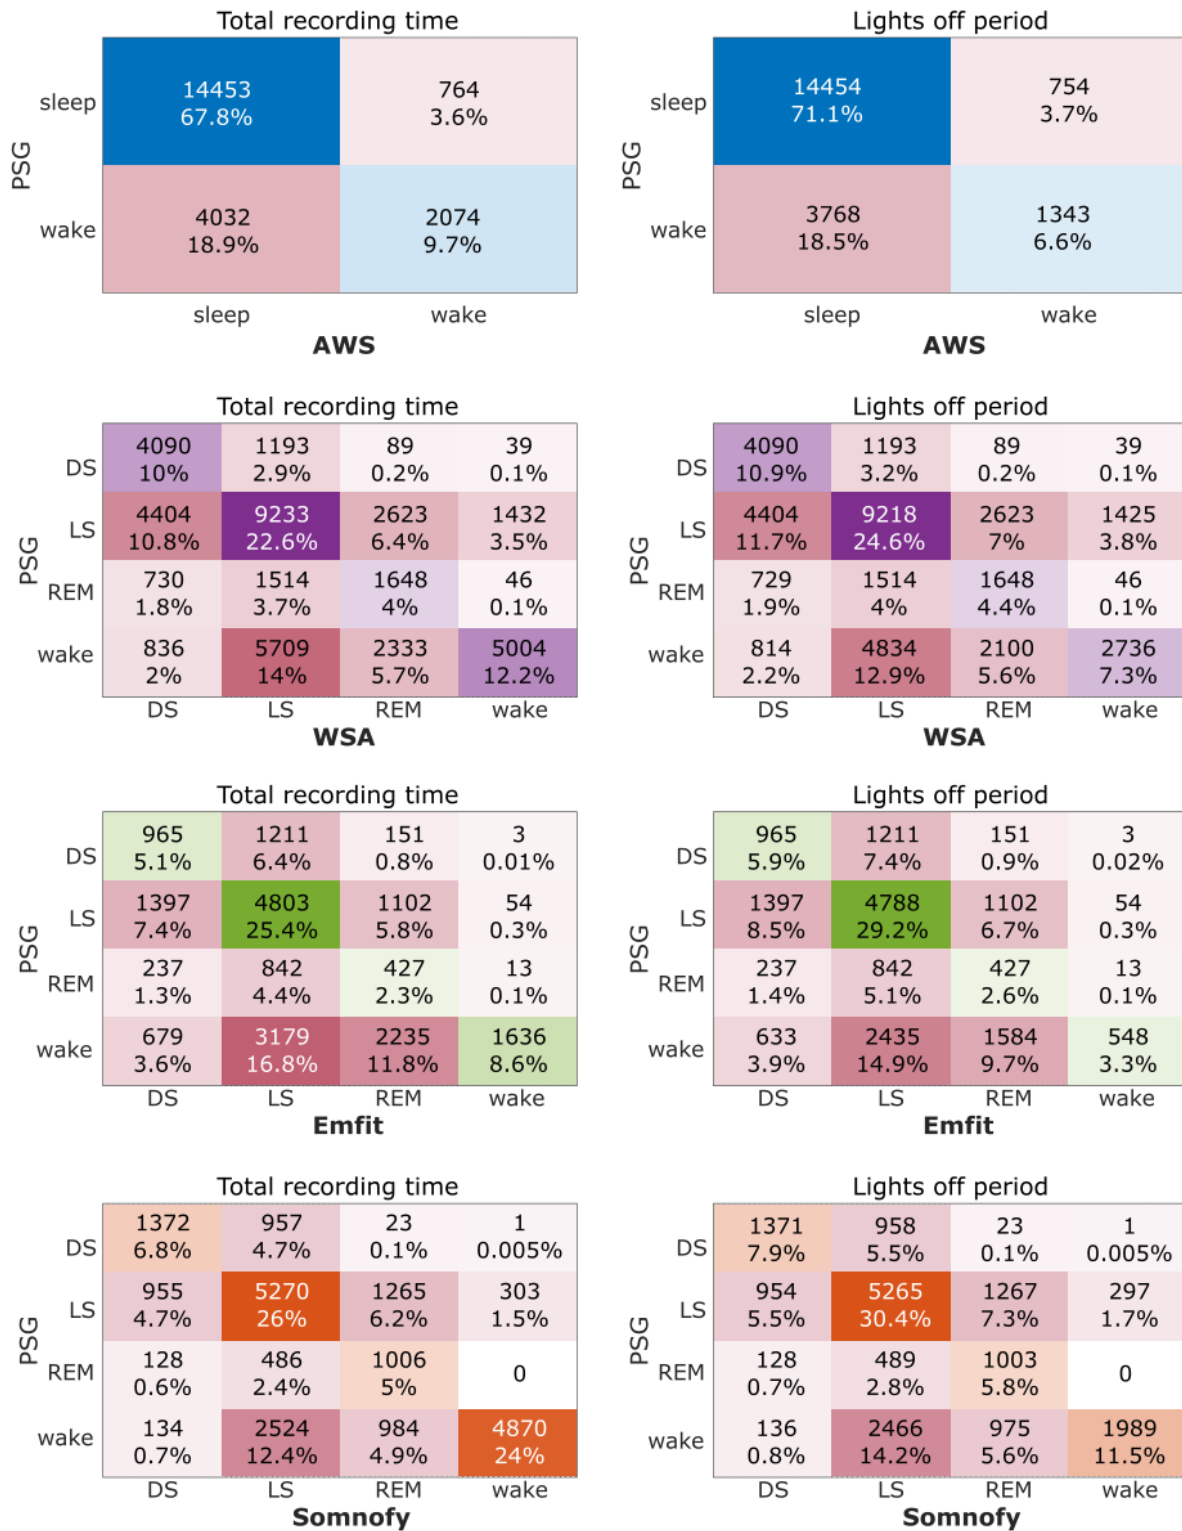 Total recording time
Lights off period
PSG
sleep
14453
67.8%
764
3.6%
wake
4032
18.9%
2074
9.7%
sleep
wake
AWS
PSG
sleep
14454
71.1%
754
3.7%
wake
3768
18.5%
1343
6.6%
sleep
wake
AWS
Total recording time
Lights off period
PSG
DS
4090 1193 89 39
10% 2.9% 0.2% 0.1%
LS
4404 9233 2623 1432
10.8% 22.6% 6.4% 3.5%
REM
730 1514 1648 46
1.8% 3.7% 4% 0.1%
wake
836 5709 2333 5004
2% 14% 5.7% 12.2%
DS LS REM wake
WSA
PSG
DS
4090 1193 89 39
10.9% 3.2% 0.2% 0.1%
LS
4404 9218 2623 1425
11.7% 24.6% 7% 3.8%
REM
729 1514 1648 46
1.9% 4% 4.4% 0.1%
wake
814 4834 2100 2736
2.2% 12.9% 5.6% 7.3%
DS LS REM wake
WSA
Total recording time
Lights off period
PSG
DS
965 1211 151 3
5.1% 6.4% 0.8% 0.01%
LS
1397 4803 1102 54
7.4% 25.4% 5.8% 0.3%
REM
237 842 427 13
1.3% 4.4% 2.3% 0.1%
wake
679 3179 2235 1636
3.6% 16.8% 11.8% 8.6%
DS LS REM wake
Emfit
PSG
DS
965 1211 151 3
5.9% 7.4% 0.9% 0.02%
LS
1397 4788 1102 54
8.5% 29.2% 6.7% 0.3%
REM
237 842 427 13
1.4% 5.1% 2.6% 0.1%
wake
633 2435 1584 548
3.9% 14.9% 9.7% 3.3%
DS LS REM wake
Emfit
Total recording time
Lights off period
PSG
DS
1372 957 23 1
6.8% 4.7% 0.1% 0.005%
LS
955 5270 1265 303
4.7% 26% 6.2% 1.5%
REM
128 486 1006 0
0.6% 2.4% 5%
wake
134 2524 984 4870
0.7% 12.4% 4.9% 24%
DS LS REM wake
Somnofy
PSG
DS
1371 958 23 1
7.9% 5.5% 0.1% 0.005%
LS
954 5265 1267 297
5.5% 30.4% 7.3% 1.7%
REM
128 489 1003 0
0.7% 2.8% 5.8%
wake
136 2466 975 1989
0.8% 14.2% 5.6% 11.5%
DS LS REM wake
Somnofy